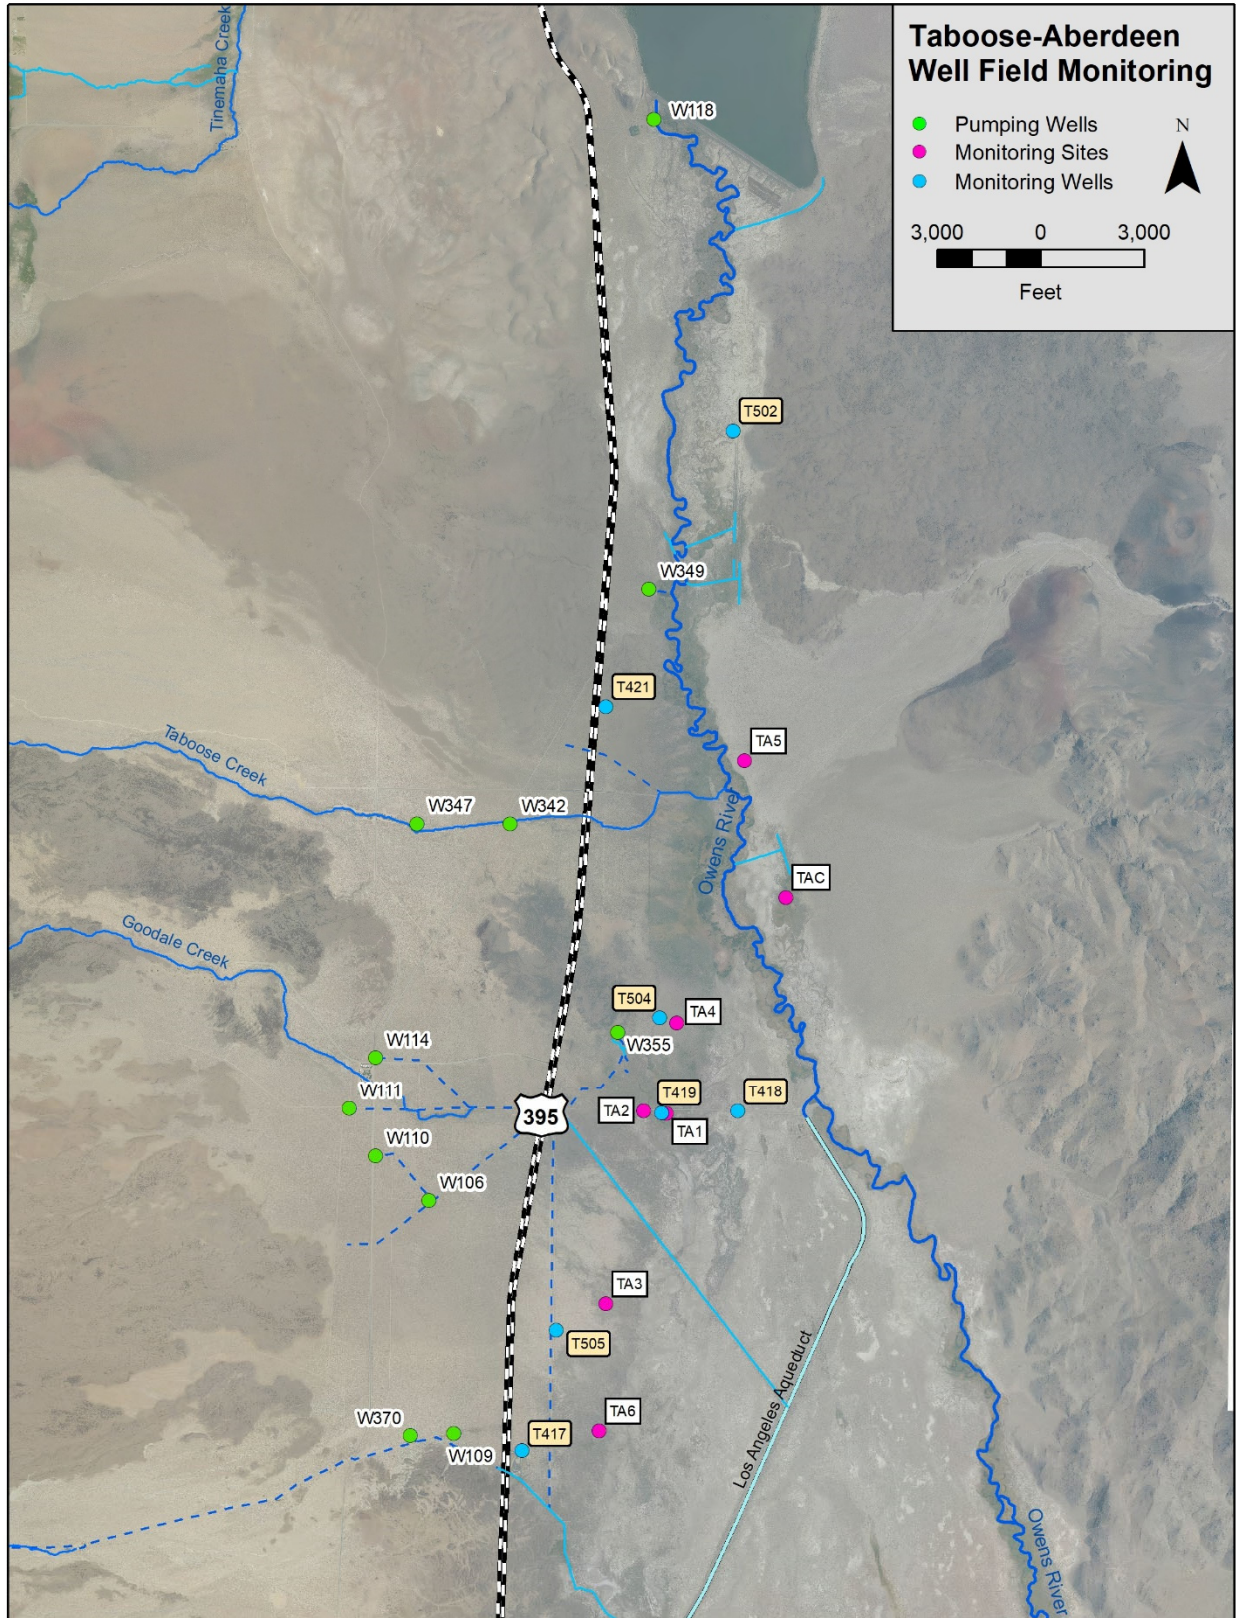 Taboose-Aberdeen
Well Field Monitoring
Pumping Wells
Monitoring Sites
Monitoring Wells
N
3,000 0 3,000
Feet
Tinemaha Creek
W118
T502
W349
T421
TA5
Taboose Creek
W347
W342
Owens River
TAC
Goodale Creek
T504
TA4
W355
W114
W111
395
TA2
T419
T418
TA1
W110
W106
TA3
T505
Los Angeles Aqueduct
W370
W109
T417
TA6
Owens River